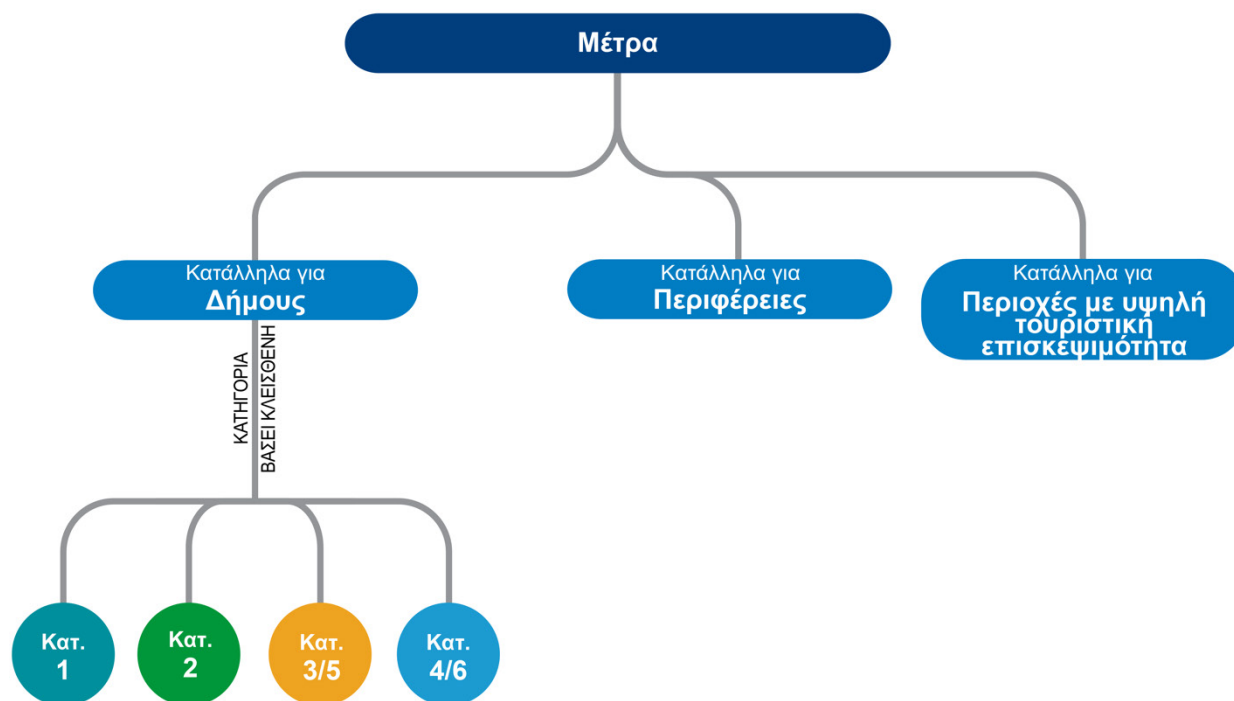 Μέτρα
Κατάλληλα για
Δήμους
Κατάλληλα για
Περιφέρειες
Κατάλληλα για
Περιοχές με υψηλή
τουριστική
επισκεψιμότητα
ΚΑΤΗΓΟΡΙΑ
ΒΑΣΕΙ ΚΛΕΙΣΘΕΝΗ
Κατ.
1
Κατ.
2
Κατ.
3/5
Κατ.
4/6